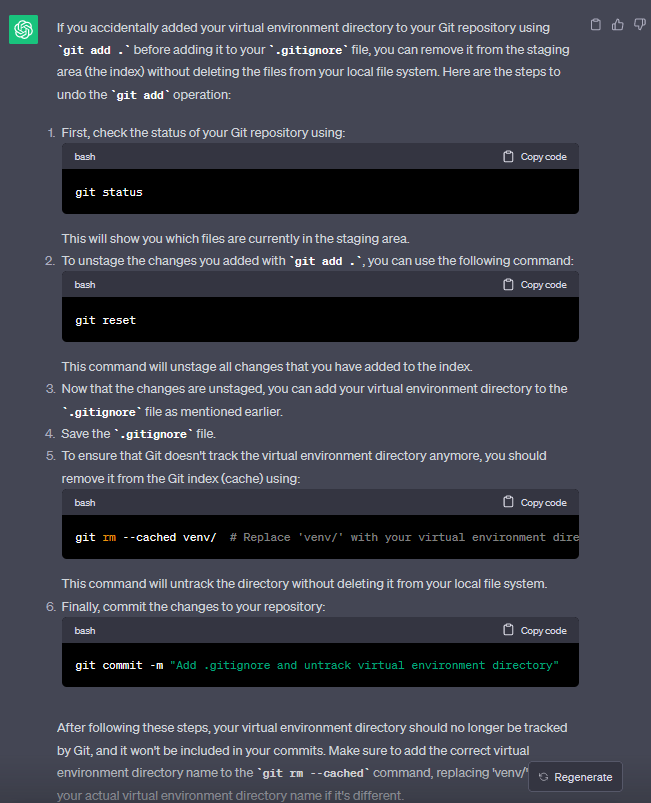 If you accidentally added your virtual environment directory to your Git repository using
`git add .` before adding it to your `.gitignore` file, you can remove it from the staging
area (the index) without deleting the files from your local file system. Here are the steps to
undo the `git add` operation:
1. First, check the status of your Git repository using:
bash Copy code
git status
This will show you which files are currently in the staging area.
2. To unstage the changes you added with `git add .`, you can use the following command:
bash Copy code
git reset
This command will unstage all changes that you have added to the index.
3. Now that the changes are unstaged, you can add your virtual environment directory to the
`.gitignore` file as mentioned earlier.
4. Save the `.gitignore` file.
5. To ensure that Git doesn't track the virtual environment directory anymore, you should
remove it from the Git index (cache) using:
bash Copy code
git rm --cached venv/  # Replace 'venv/' with your virtual environment dire
This command will untrack the directory without deleting it from your local file system.
6. Finally, commit the changes to your repository:
bash Copy code
git commit -m "Add .gitignore and untrack virtual environment directory"
After following these steps, your virtual environment directory should no longer be tracked
by Git, and it won't be included in your commits. Make sure to add the correct virtual
environment directory name to the `git rm --cached` command, replacing 'venv/'
Regenerate
your actual virtual environment directory name if it's different.